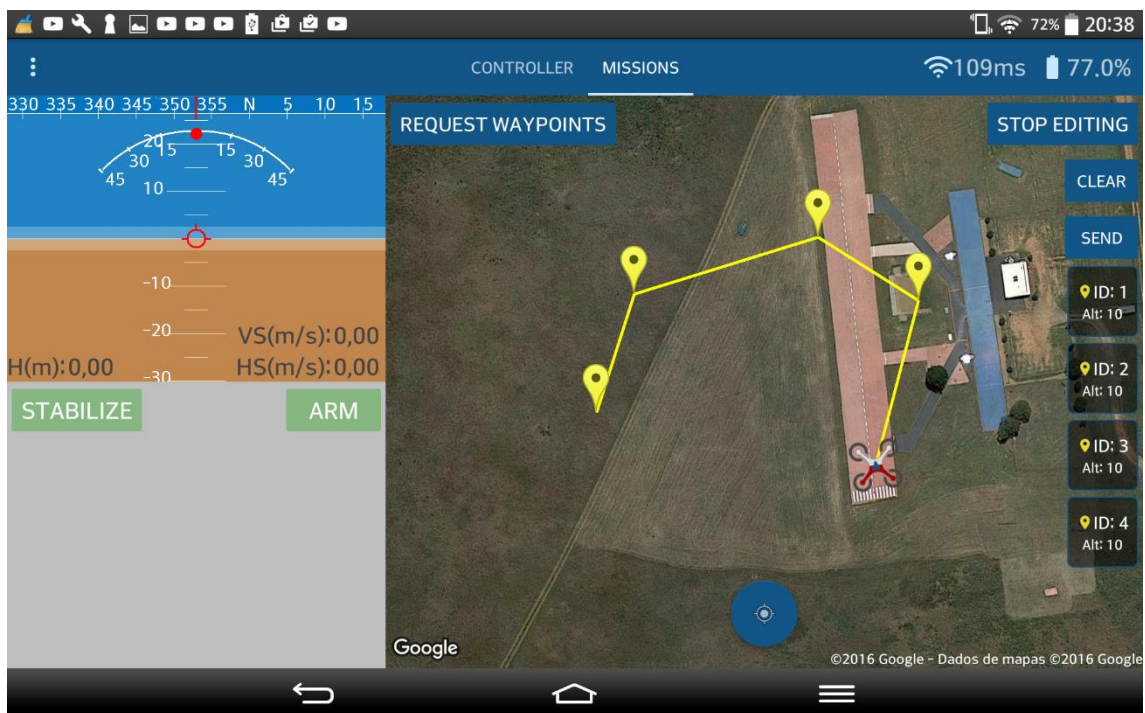 72% 20:38
CONTROLLER MISSIONS 109ms 77.0%
330 335 340 345 350 355 N 5 10 15
REQUEST WAYPOINTS
STOP EDITING
20
15 15
30 30
45 45
10
CLEAR
SEND
-10
-20
-30
VS(m/s):0,00
H(m):0,00 HS(m/s):0,00
STABILIZE ARM
ID: 1
Alt: 10
ID: 2
Alt: 10
ID: 3
Alt: 10
ID: 4
Alt: 10
Google
©2016 Google - Dados de mapas ©2016 Google